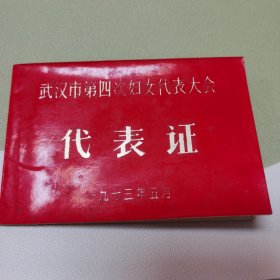 武汉市第四次妇女代表大会
代表证
一九七三年五月